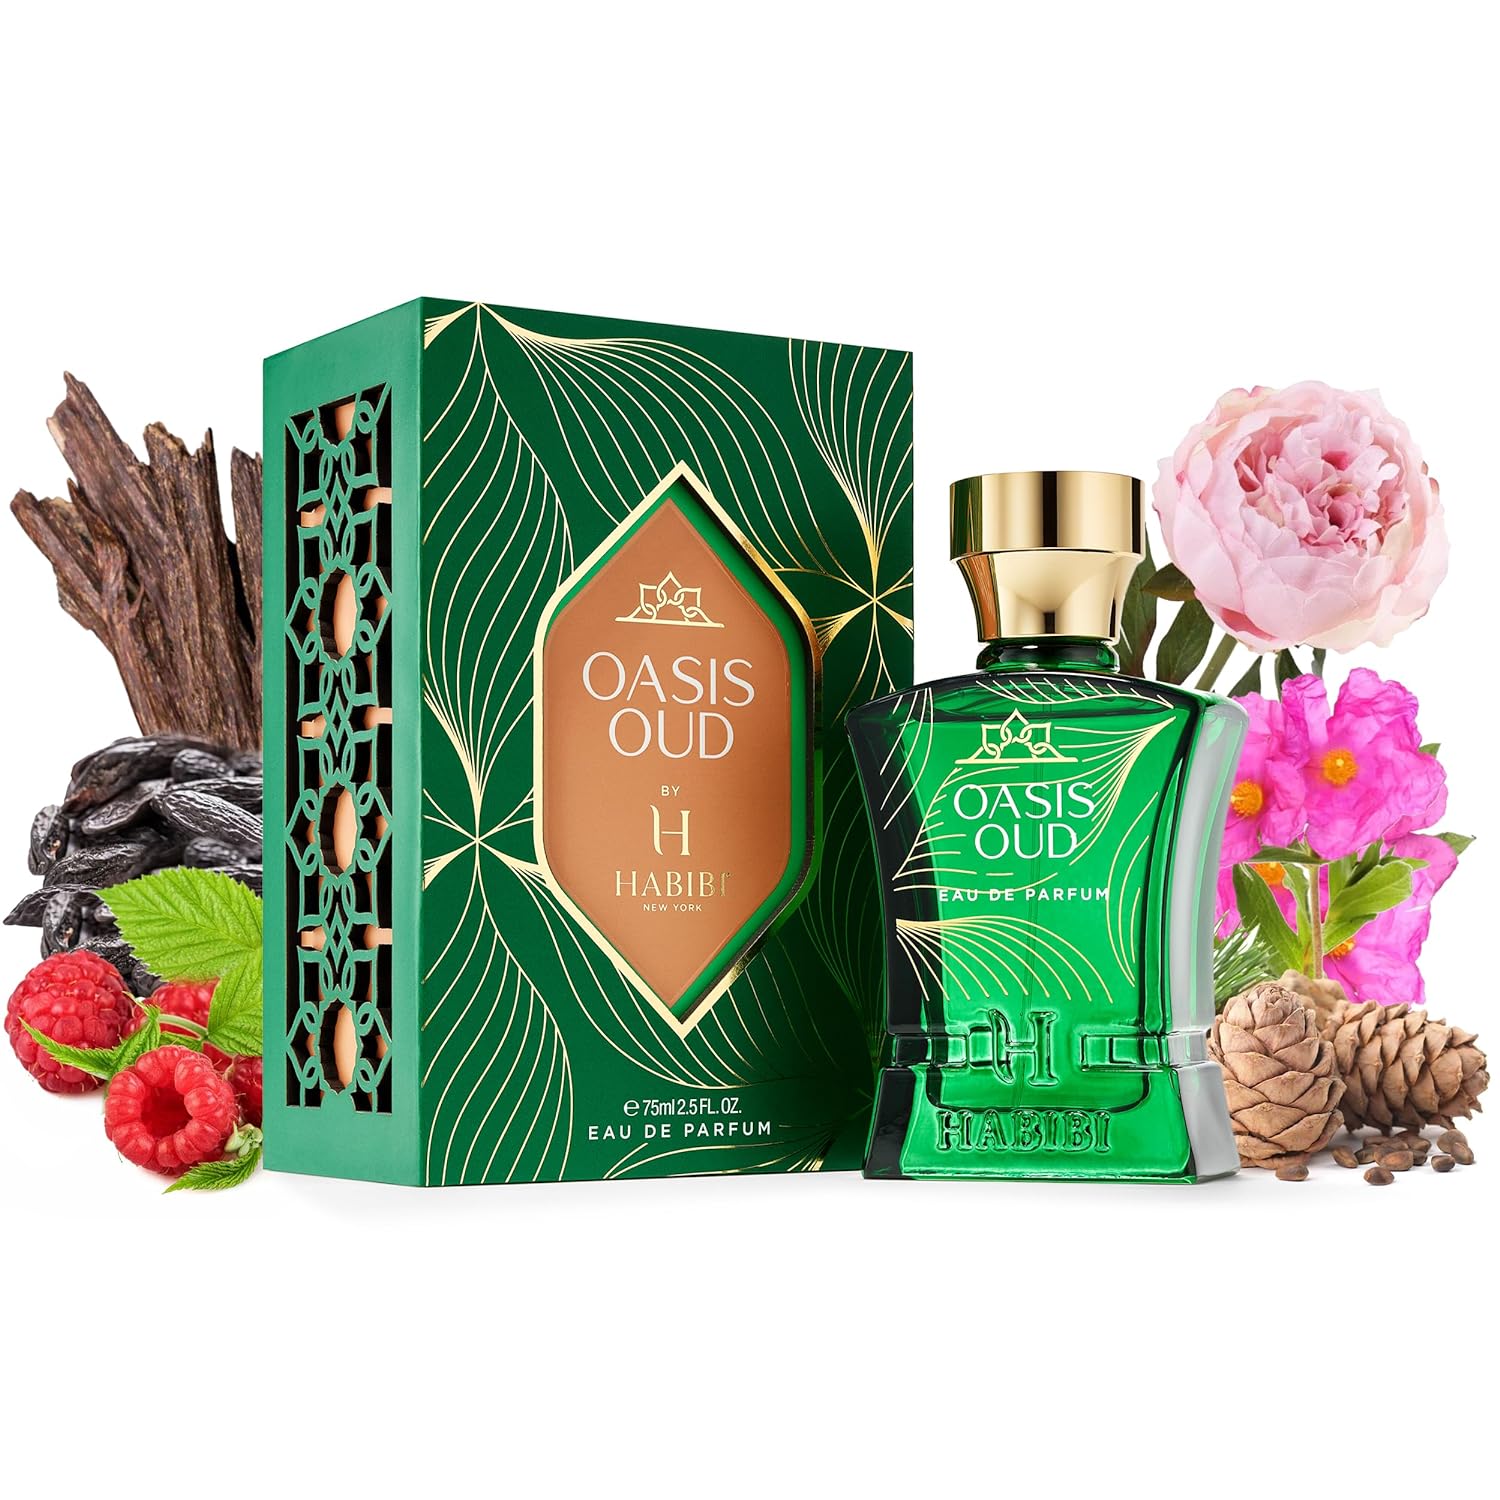 OASIS
OUD
BY
H
HABIBI
NEW YORK
℮ 75ml 2.5 FL. OZ.
EAU DE PARFUM
OASIS
OUD
EAU DE PARFUM
H
HABIBI